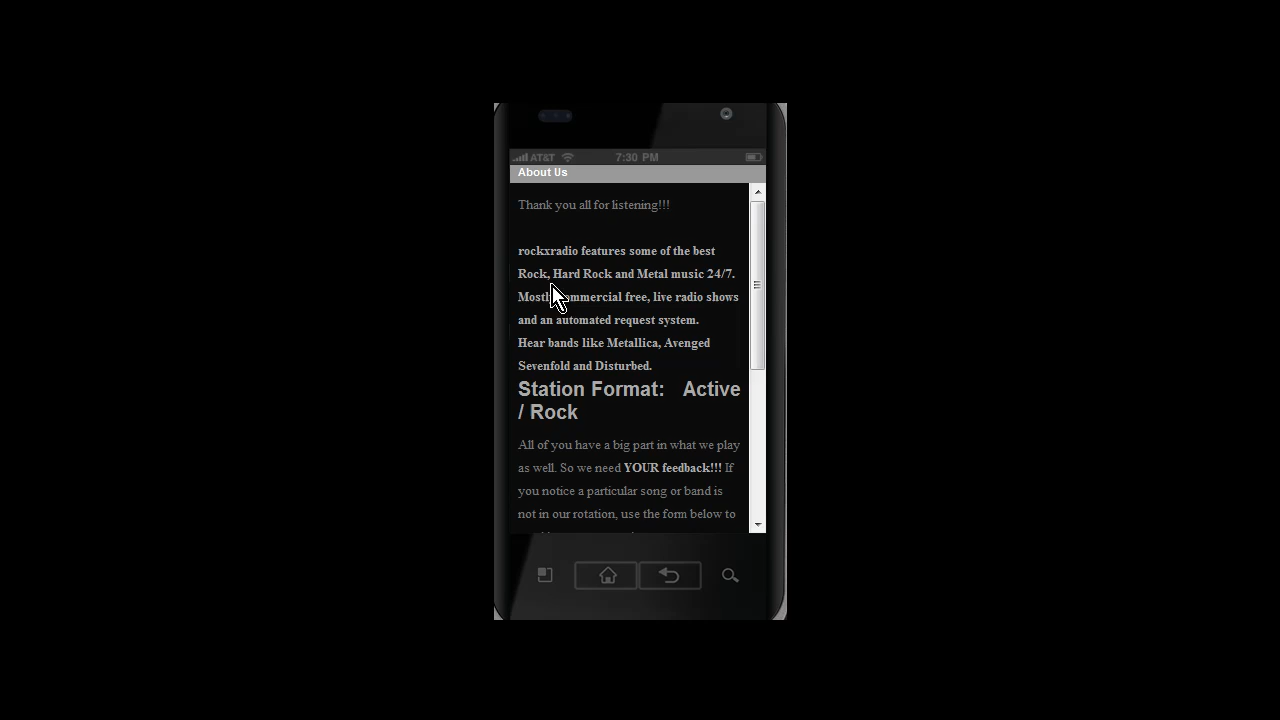 AT&T 7:30 PM
About Us
Thank you all for listening!!!
rockxradio features some of the best
Rock, Hard Rock and Metal music 24/7.
Mostly commercial free, live radio shows
and an automated request system.
Hear bands like Metallica, Avenged
Sevenfold and Disturbed.
Station Format: Active
/ Rock
All of you have a big part in what we play
as well. So we need YOUR feedback!!! If
you notice a particular song or band is
not in our rotation, use the form below to